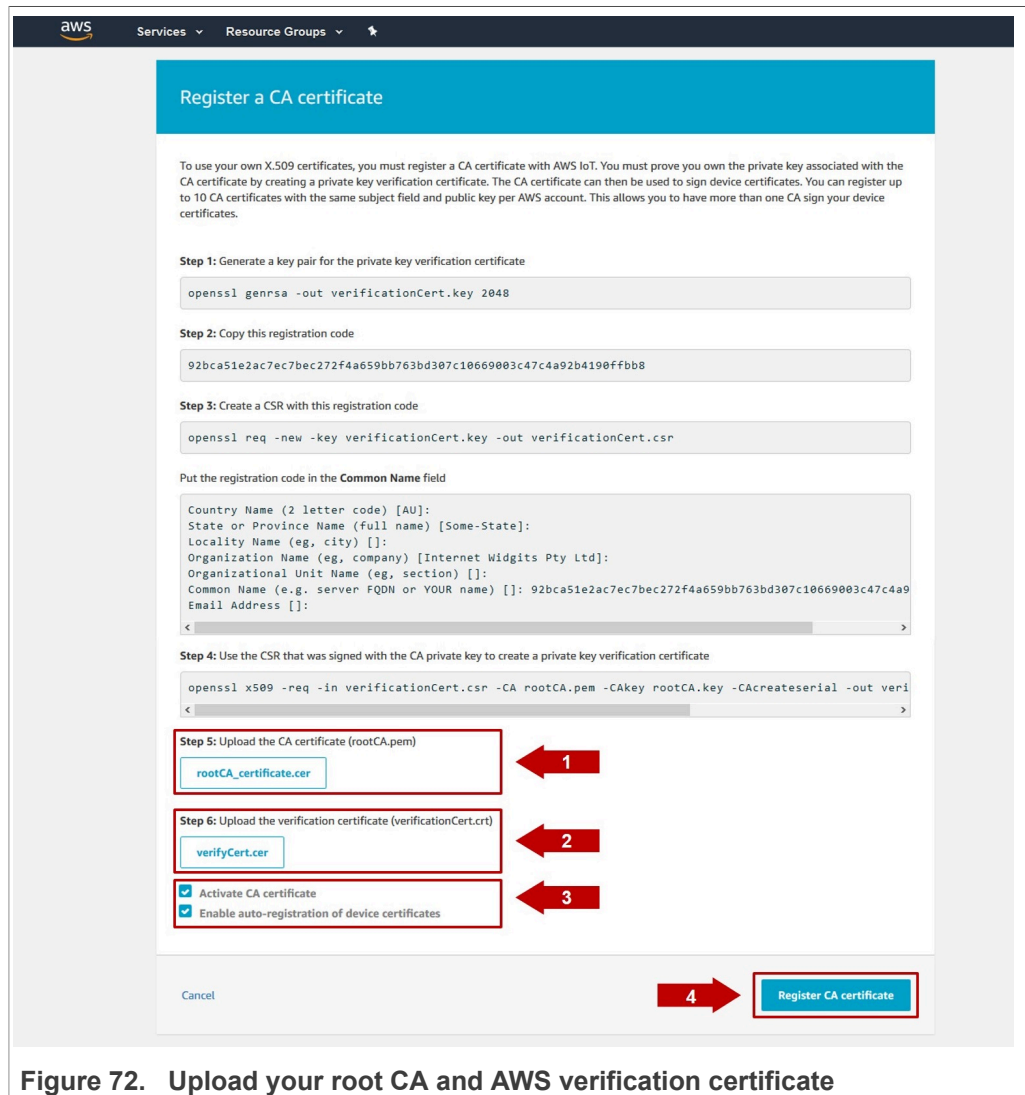 aws
Services Resource Groups
Register a CA certificate
To use your own X.509 certificates, you must register a CA certificate with AWS IoT. You must prove you own the private key associated with the
CA certificate by creating a private key verification certificate. The CA certificate can then be used to sign device certificates. You can register up
to 10 CA certificates with the same subject field and public key per AWS account. This allows you to have more than one CA sign your device
certificates.
Step 1: Generate a key pair for the private key verification certificate
openssl genrsa -out verificationCert.key 2048
Step 2: Copy this registration code
92bca51e2ac7ec7bec272f4a659bb763bd307c10669003c47c4a92b4190ffbb8
Step 3: Create a CSR with this registration code
openssl req -new -key verificationCert.key -out verificationCert.csr
Put the registration code in the Common Name field
Country Name (2 letter code) [AU]:
State or Province Name (full name) [Some-State]:
Locality Name (eg, city) []:
Organization Name (eg, company) [Internet Widgits Pty Ltd]:
Organizational Unit Name (eg, section) []:
Common Name (e.g. server FQDN or YOUR name) []: 92bca51e2ac7ec7bec272f4a659bb763bd307c10669003c47c4a9
Email Address []:
Step 4: Use the CSR that was signed with the CA private key to create a private key verification certificate
openssl x509 -req -in verificationCert.csr -CA rootCA.pem -CAkey rootCA.key -CAcreateserial -out veri
Step 5: Upload the CA certificate (rootCA.pem)
1
rootCA_certificate.cer
Step 6: Upload the verification certificate (verificationCert.crt)
2
verifyCert.cer
Activate CA certificate
3
Enable auto-registration of device certificates
Cancel
4
Register CA certificate
Figure 72. Upload your root CA and AWS verification certificate